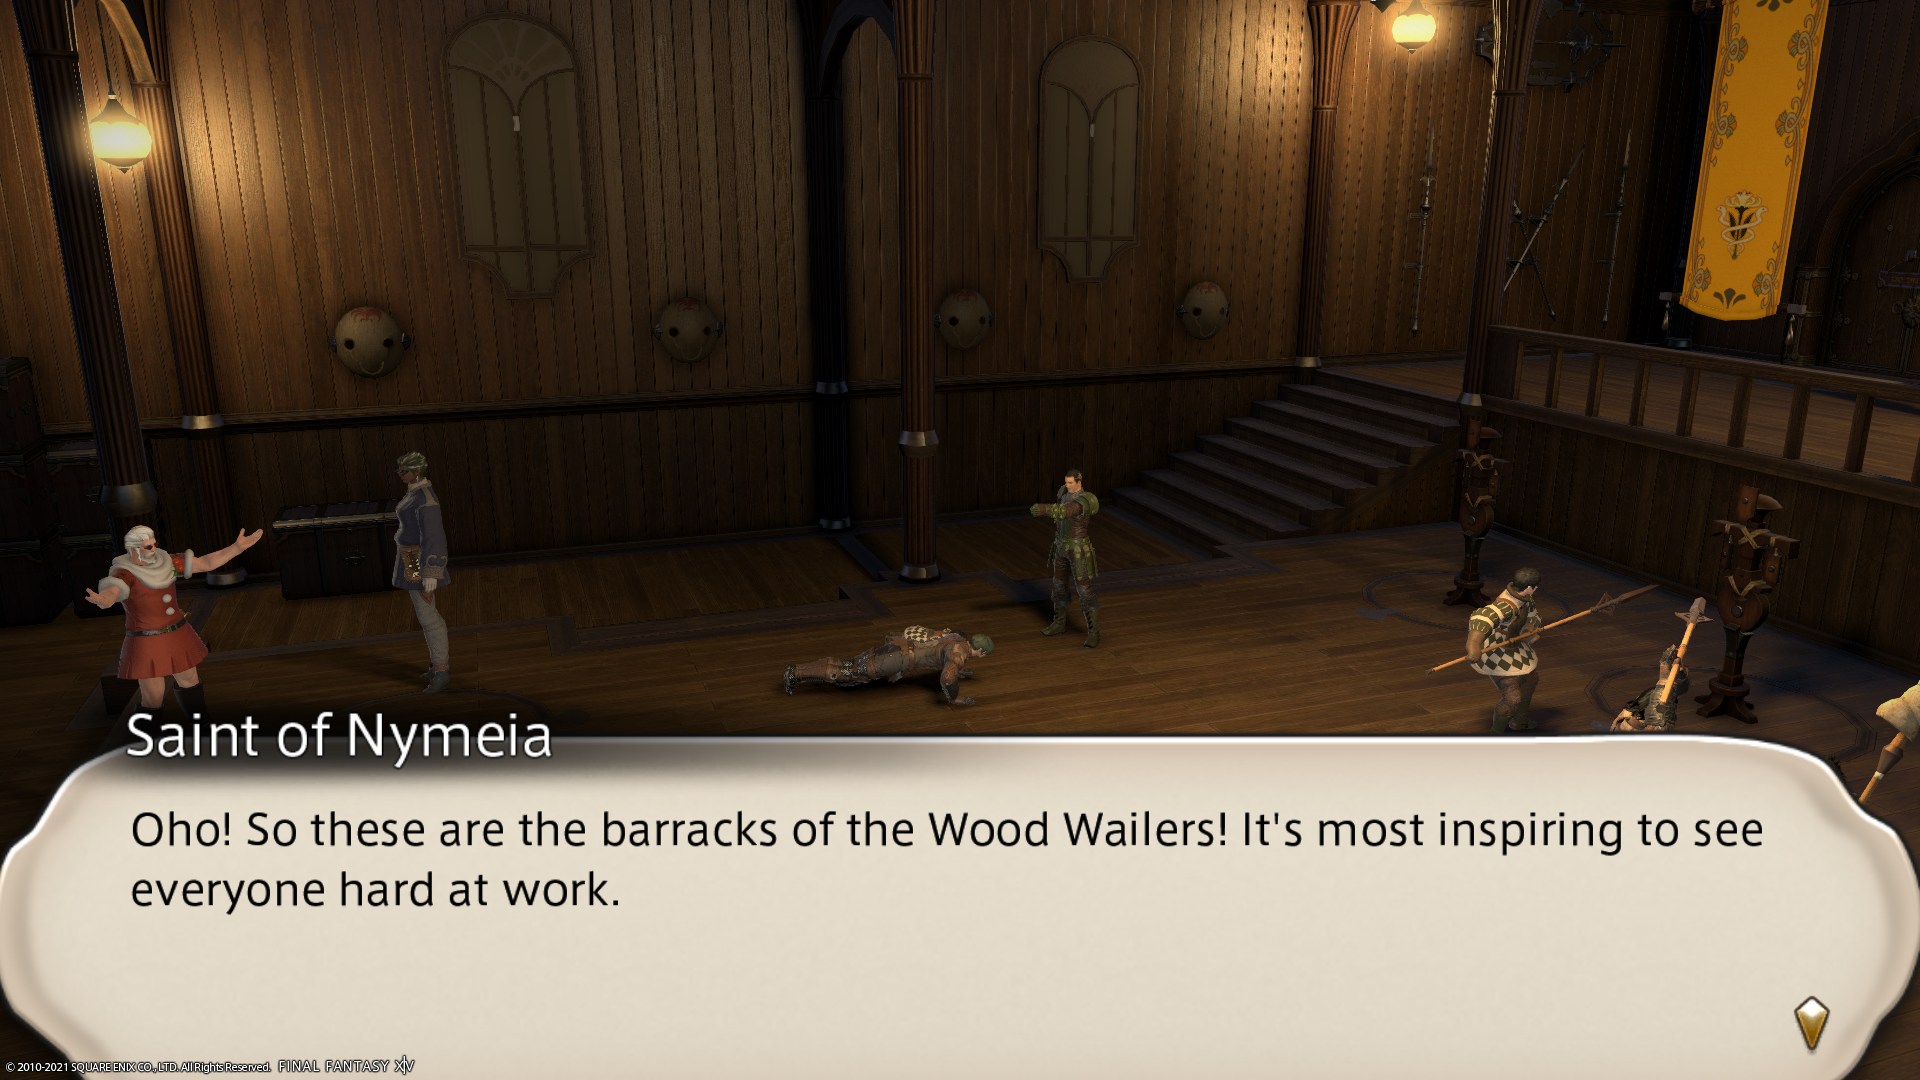 Saint of Nymeia
Oho! So these are the barracks of the Wood Wailers! It's most inspiring to see
everyone hard at work.
© 2010-2021 SQUARE ENIX CO., LTD. All Rights Reserved. FINAL FANTASY XIV